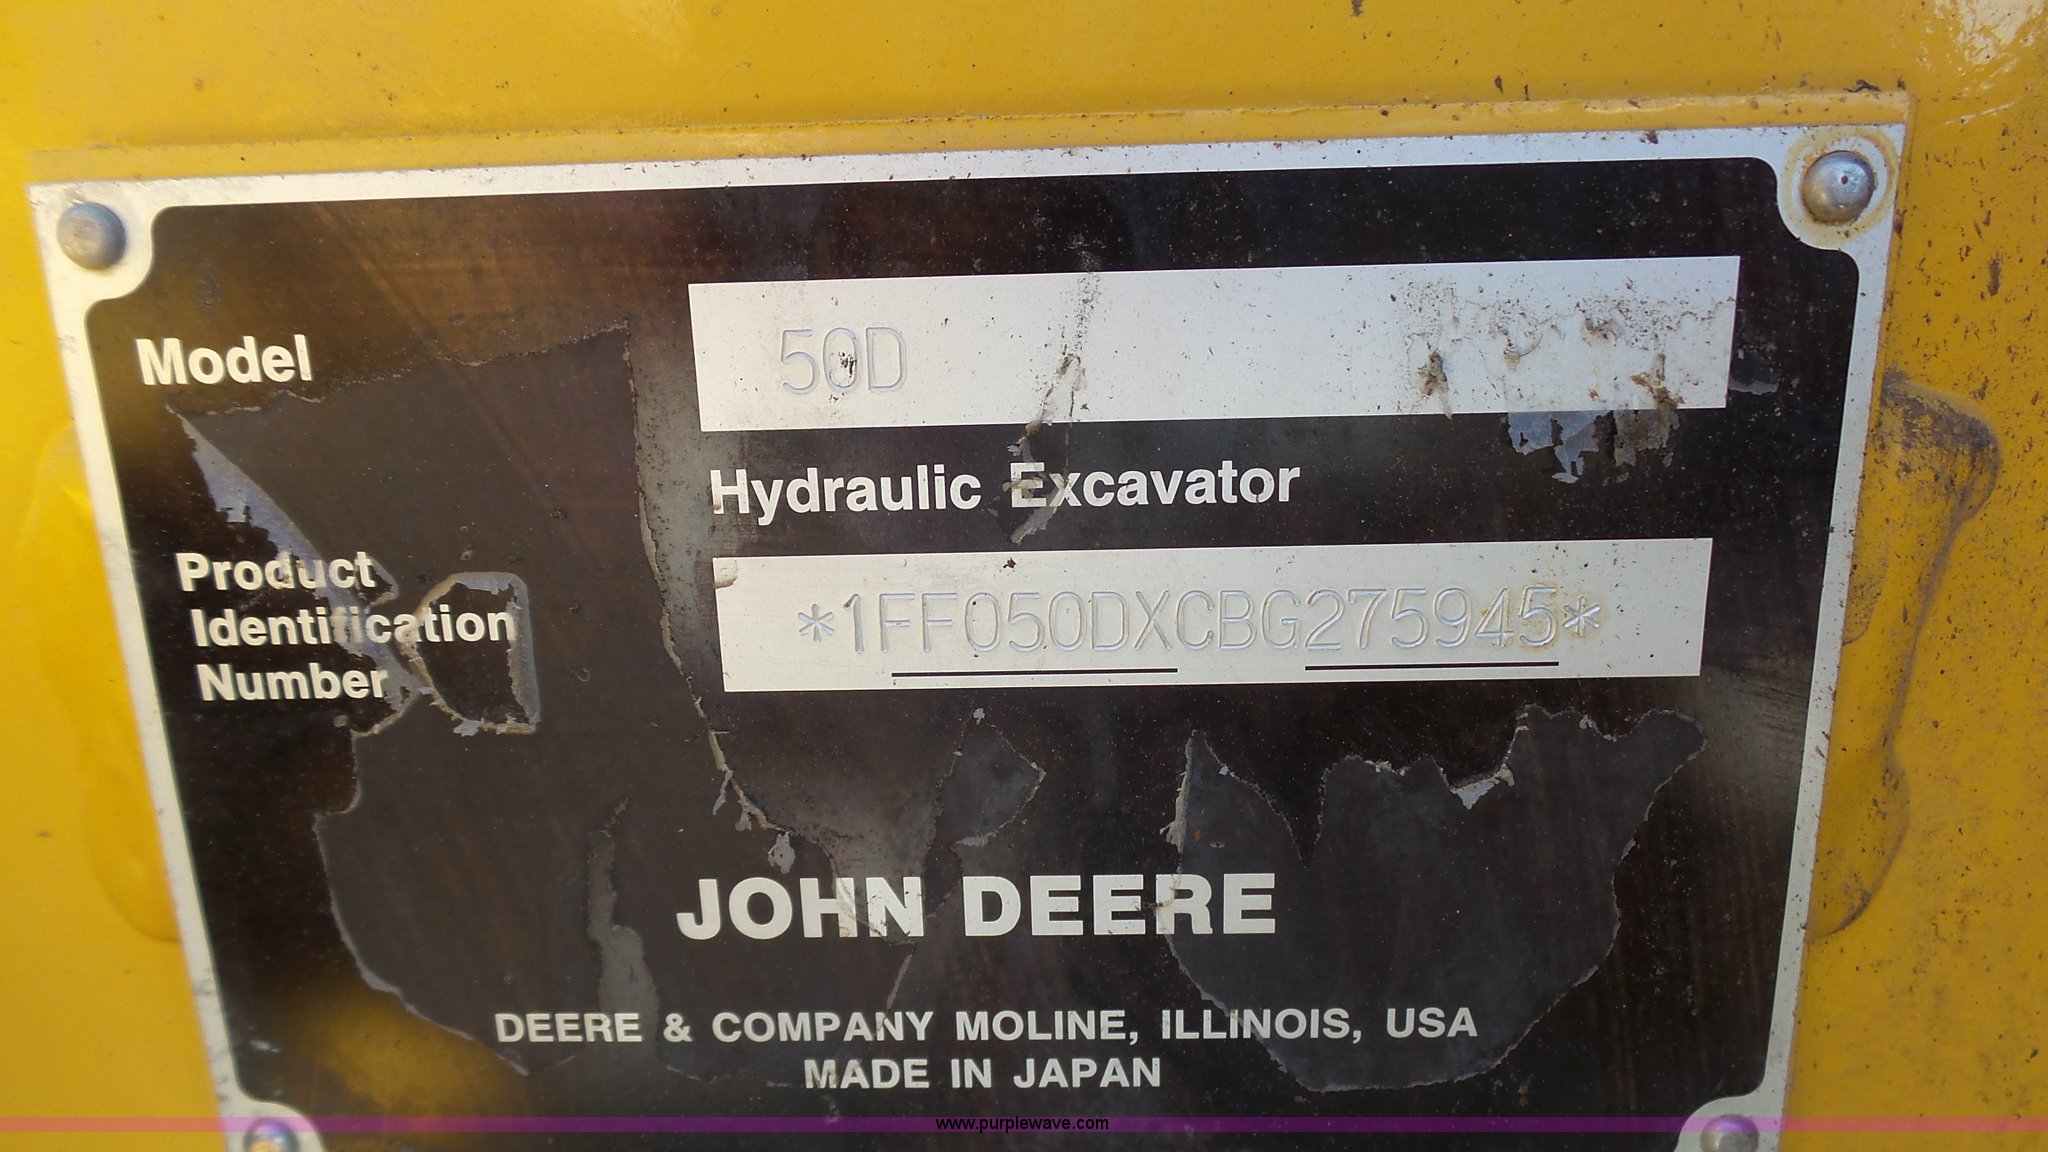 Model
50D
Hydraulic Excavator
Product
Identification
Number
*1FF050DXCBG275945*
JOHN DEERE
DEERE & COMPANY MOLINE, ILLINOIS, USA
MADE IN JAPAN
www.purplewave.com